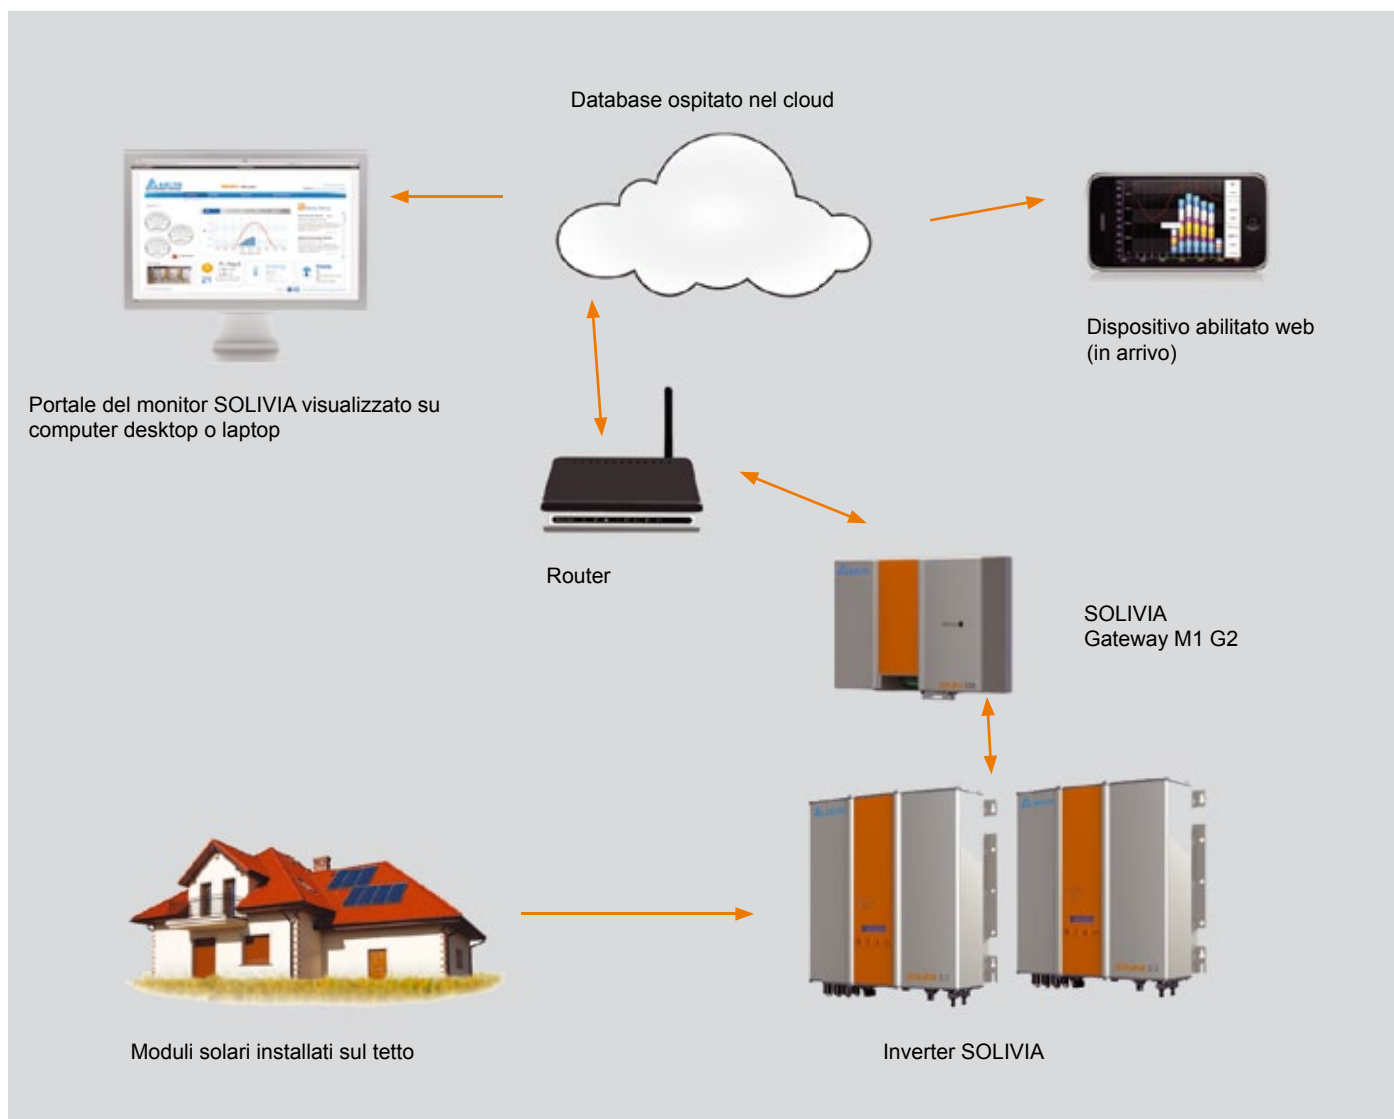 Database ospitato nel cloud
Dispositivo abilitato web
(in arrivo)
Portale del monitor SOLIVIA visualizzato su
computer desktop o laptop
Router
SOLIVIA
Gateway M1 G2
Moduli solari installati sul tetto
Inverter SOLIVIA